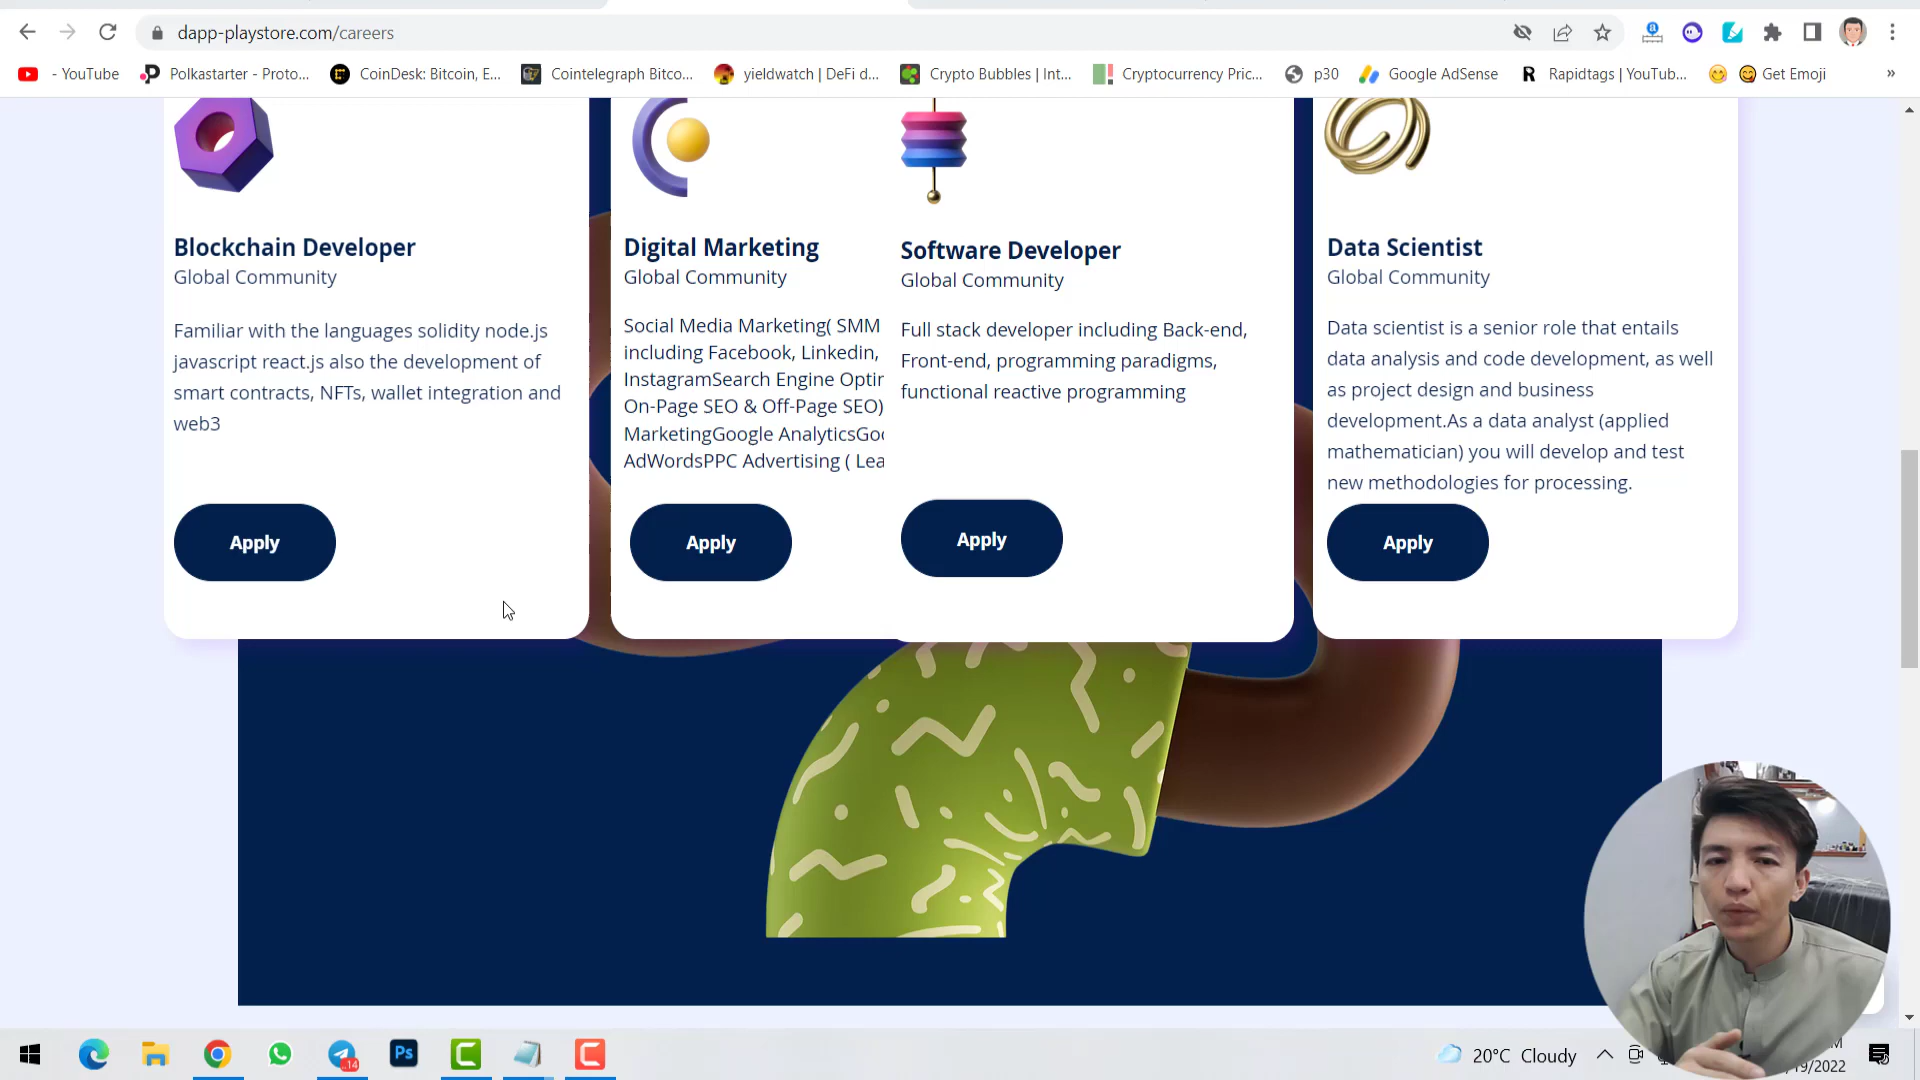 dapp-playstore.com/careers
- YouTube
Polkastarter - Proto...
CoinDesk: Bitcoin, E...
Cointelegraph Bitco...
yieldwatch | DeFi d...
Crypto Bubbles | Int...
Cryptocurrency Pric...
p30
Google AdSense
Rapidtags | YouTub...
Get Emoji
»
Blockchain Developer
Global Community
Familiar with the languages solidity node.js
javascript react.js also the development of
smart contracts, NFTs, wallet integration and
web3
Apply
Digital Marketing
Global Community
Social Media Marketing( SMM
including Facebook, Linkedin,
InstagramSearch Engine Optin
On-Page SEO & Off-Page SEO)
MarketingGoogle AnalyticsGoo
AdWordsPPC Advertising ( Lea
Apply
Software Developer
Global Community
Full stack developer including Back-end,
Front-end, programming paradigms,
functional reactive programming
Apply
Data Scientist
Global Community
Data scientist is a senior role that entails
data analysis and code development, as well
as project design and business
development.As a data analyst (applied
mathematician) you will develop and test
new methodologies for processing.
Apply
Ps
14
20°C Cloudy
19/2022